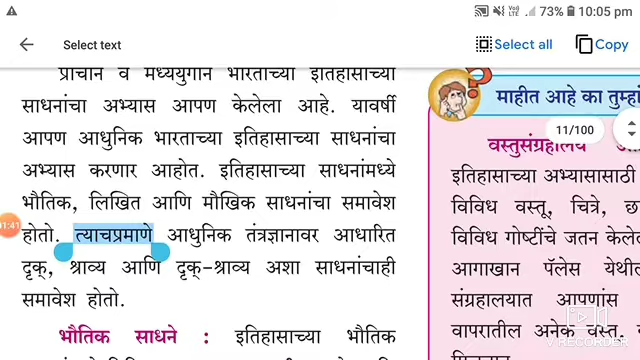 73% 10:05 pm
Select text
Select all
Copy
प्राचीन व मध्ययुगीन भारताच्या इतिहासाच्या
साधनांचा अभ्यास आपण केलेला आहे. यावर्षी
आपण आधुनिक भारताच्या इतिहासाच्या साधनांचा
अभ्यास करणार आहोत. इतिहासाच्या साधनांमध्ये
भौतिक, लिखित आणि मौखिक साधनांचा समावेश
होतो. त्याचप्रमाणे आधुनिक तंत्रज्ञानावर आधारित
दृक्, श्राव्य आणि दृक्-श्राव्य अशा साधनांचाही
समावेश होतो.
भौतिक साधने : इतिहासाच्या भौतिक
01:41
माहीत आहे का तुम्हां
11/100
वस्तुसंग्रहालय
इतिहासाच्या अभ्यासासाठी
विविध वस्तू, चित्रे,
विविध गोष्टींचे जतन केले
आगाखान पॅलेस येथील
संग्रहालयात आपणांस
वापरातील अनेक वस्तू,
V RECORDER